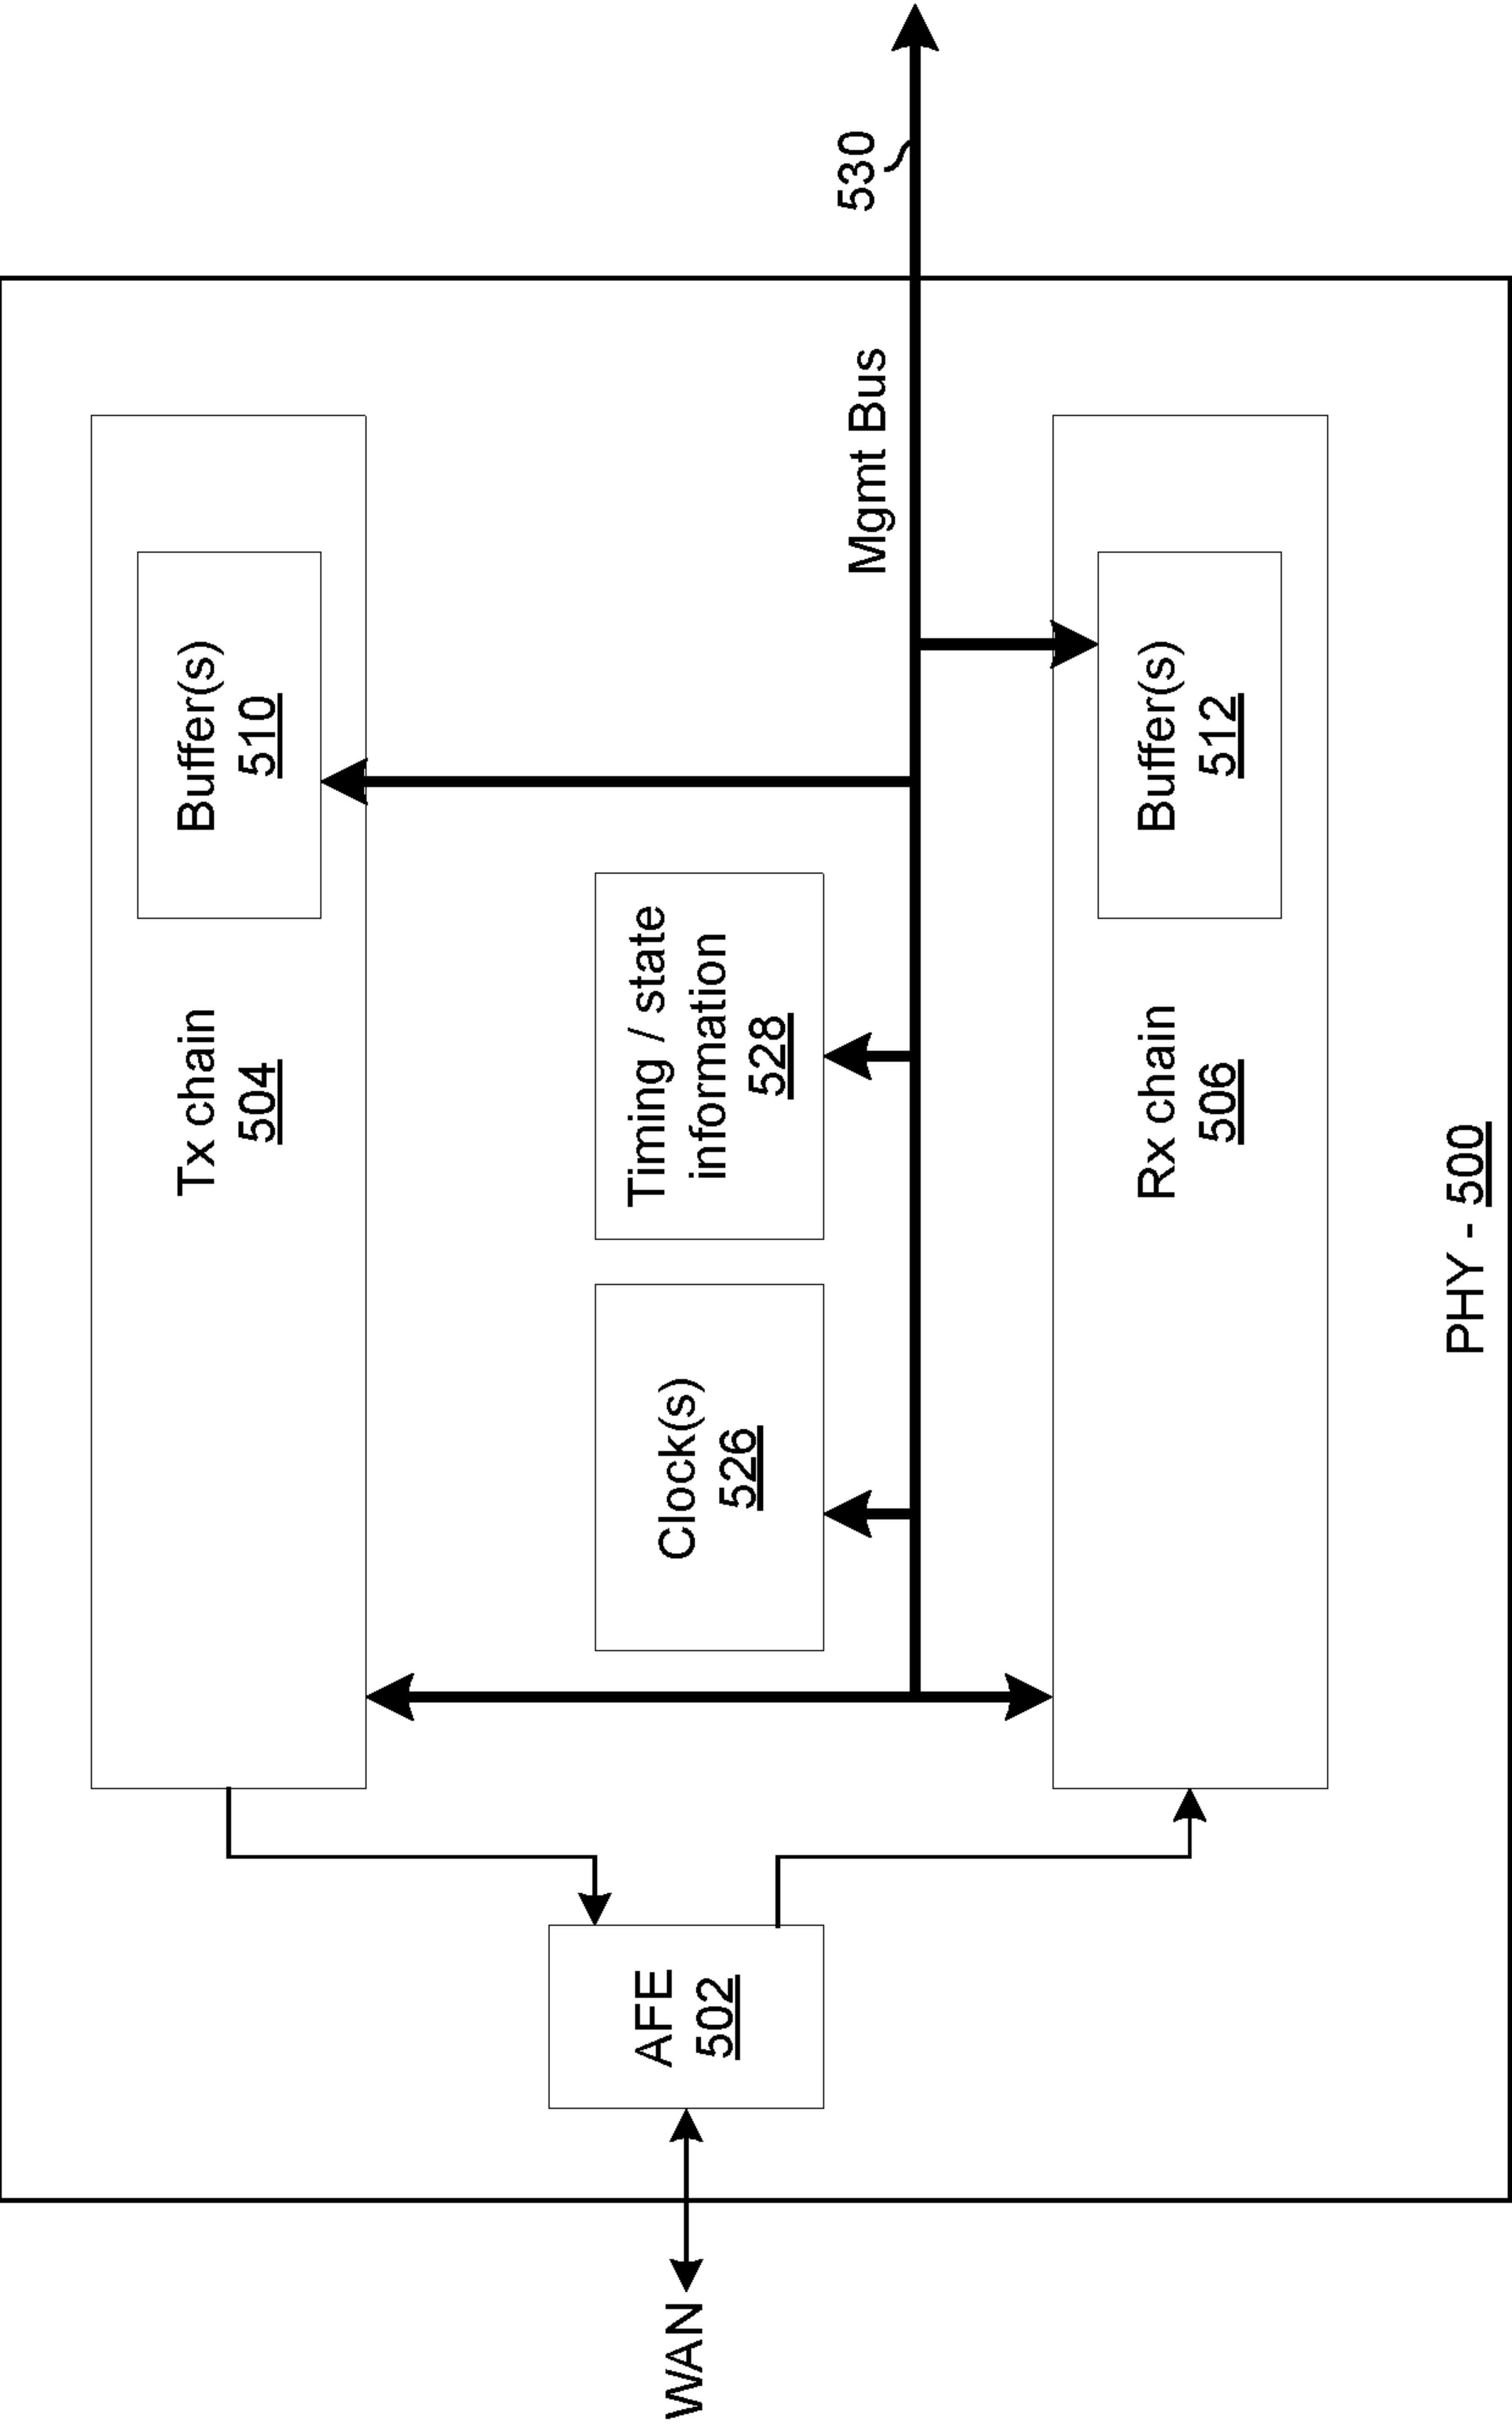 Tx chain
504
Buffer(s)
510
WAN
AFE
502
Clock(s)
526
Timing / state
information
528
Mgmt Bus
530
Rx chain
506
Buffer(s)
512
PHY - 500